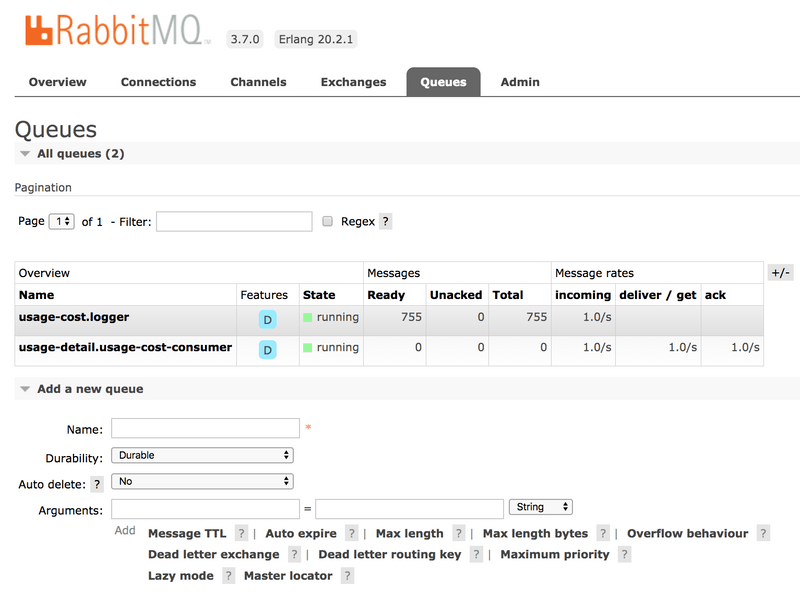 RabbitMQ TM 3.7.0 Erlang 20.2.1
Overview Connections Channels Exchanges Queues Admin
Queues
All queues (2)
Pagination
Page 1 of 1 - Filter: Regex ?
Overview Messages Message rates +/-
Name Features State Ready Unacked Total incoming deliver / get ack
usage-cost.logger D running 755 0 755 1.0/s
usage-detail.usage-cost-consumer D running 0 0 0 1.0/s 1.0/s 1.0/s
Add a new queue
Name: *
Durability: Durable
Auto delete: ? No
Arguments: = String
Add Message TTL ? | Auto expire ? | Max length ? | Max length bytes ? | Overflow behaviour ?
Dead letter exchange ? | Dead letter routing key ? | Maximum priority ?
Lazy mode ? Master locator ?